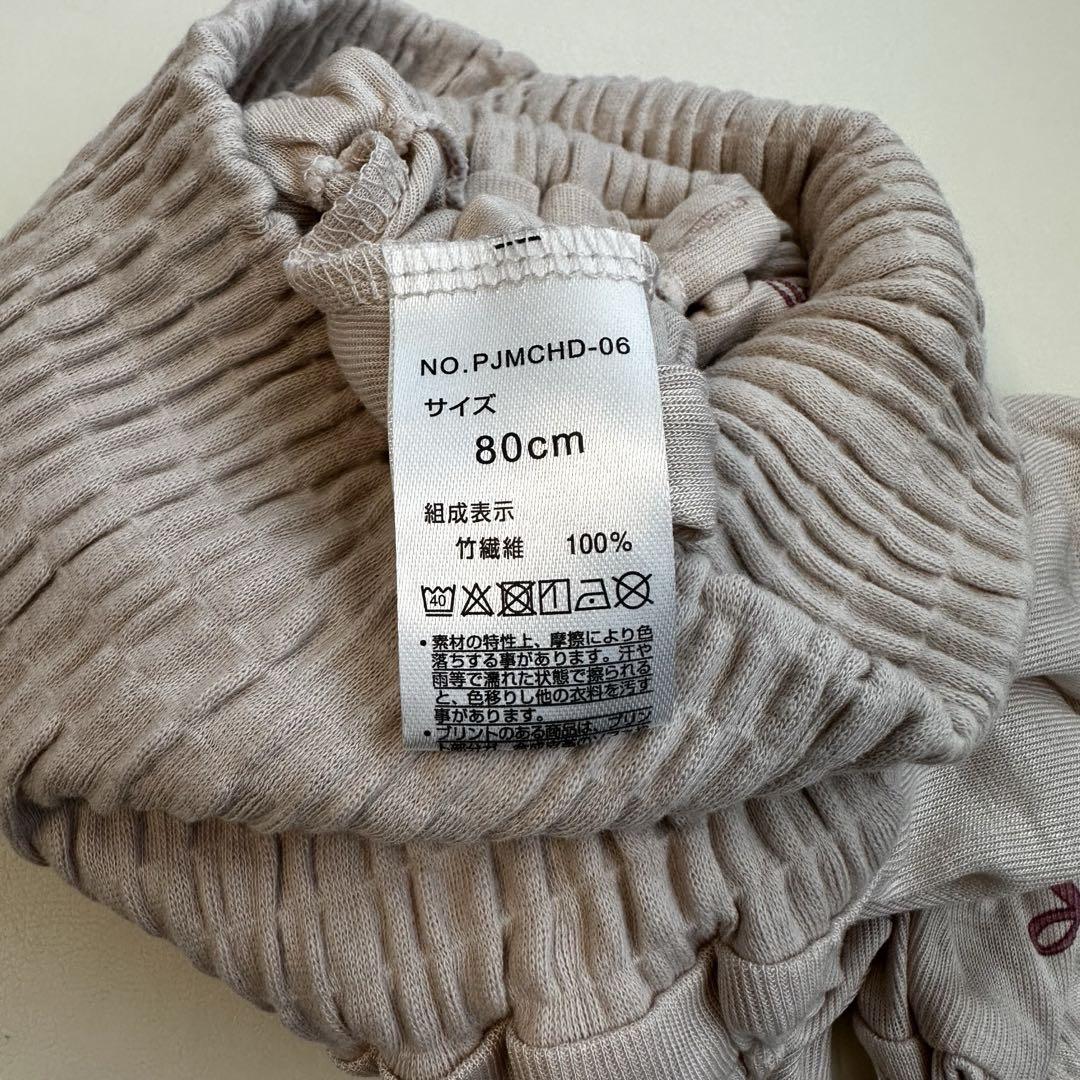 NO.PJMCHD-06
サイズ
80cm
組成表示
竹繊維 100%
40
・素材の特性上、摩擦により色
落ちする事があります。汗や
雨等で濡れた状態で擦られる
と、色移りし他の衣料を汚す
事があります。
・プリントのある商品は、プリン
ト部分が